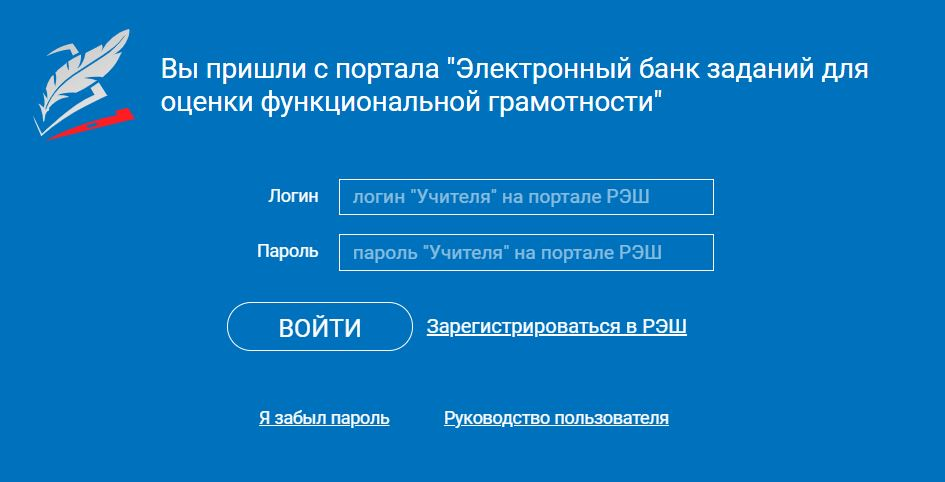 Вы пришли с портала "Электронный банк заданий для
оценки функциональной грамотности"
Логин
логин "Учителя" на портале РЭШ
Пароль
пароль "Учителя" на портале РЭШ
ВОЙТИ
Зарегистрироваться в РЭШ
Я забыл пароль
Руководство пользователя